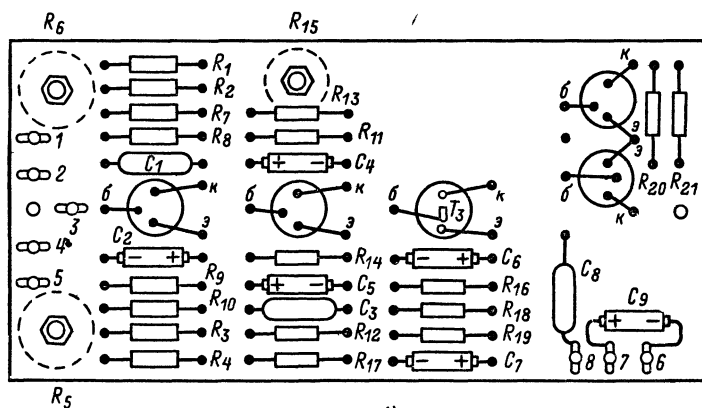 R6 R15
R1
R2
R7
R8
C1
1
2
3
4
5
б к э
C2
R9
R10
R3
R4
R5
R13
R11
C4
б к э
R14
C5
C3
R12
R17
б T3 к э
C6
R16
R18
R19
C7
б к э
б э к
R20 R21
C8
C9
8 7 6